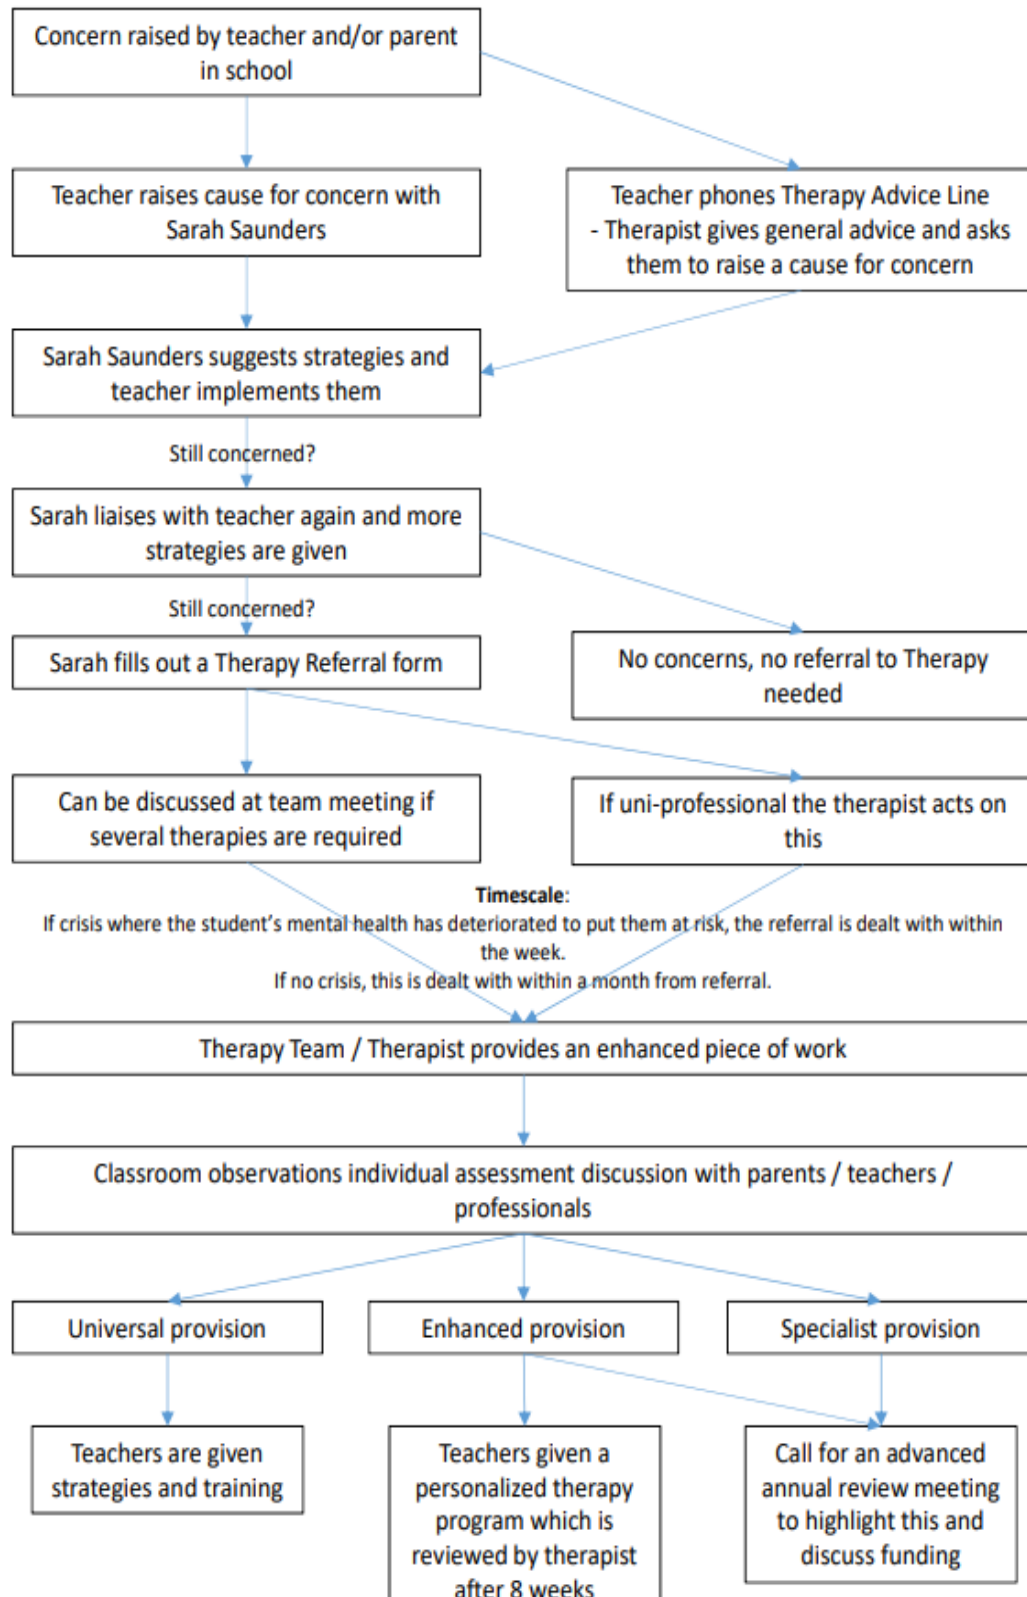 Concern raised by teacher and/or parent
in school
Teacher raises cause for concern with
Sarah Saunders
Teacher phones Therapy Advice Line
- Therapist gives general advice and asks
them to raise a cause for concern
Sarah Saunders suggests strategies and
teacher implements them
Still concerned?
Sarah liaises with teacher again and more
strategies are given
Still concerned?
Sarah fills out a Therapy Referral form
No concerns, no referral to Therapy
needed
Can be discussed at team meeting if
several therapies are required
If uni-professional the therapist acts on
this
Timescale:
If crisis where the student’s mental health has deteriorated to put them at risk, the referral is dealt with within
the week.
If no crisis, this is dealt with within a month from referral.
Therapy Team / Therapist provides an enhanced piece of work
Classroom observations individual assessment discussion with parents / teachers /
professionals
Universal provision
Enhanced provision
Specialist provision
Teachers are given
strategies and training
Teachers given a
personalized therapy
program which is
reviewed by therapist
after 8 weeks
Call for an advanced
annual review meeting
to highlight this and
discuss funding